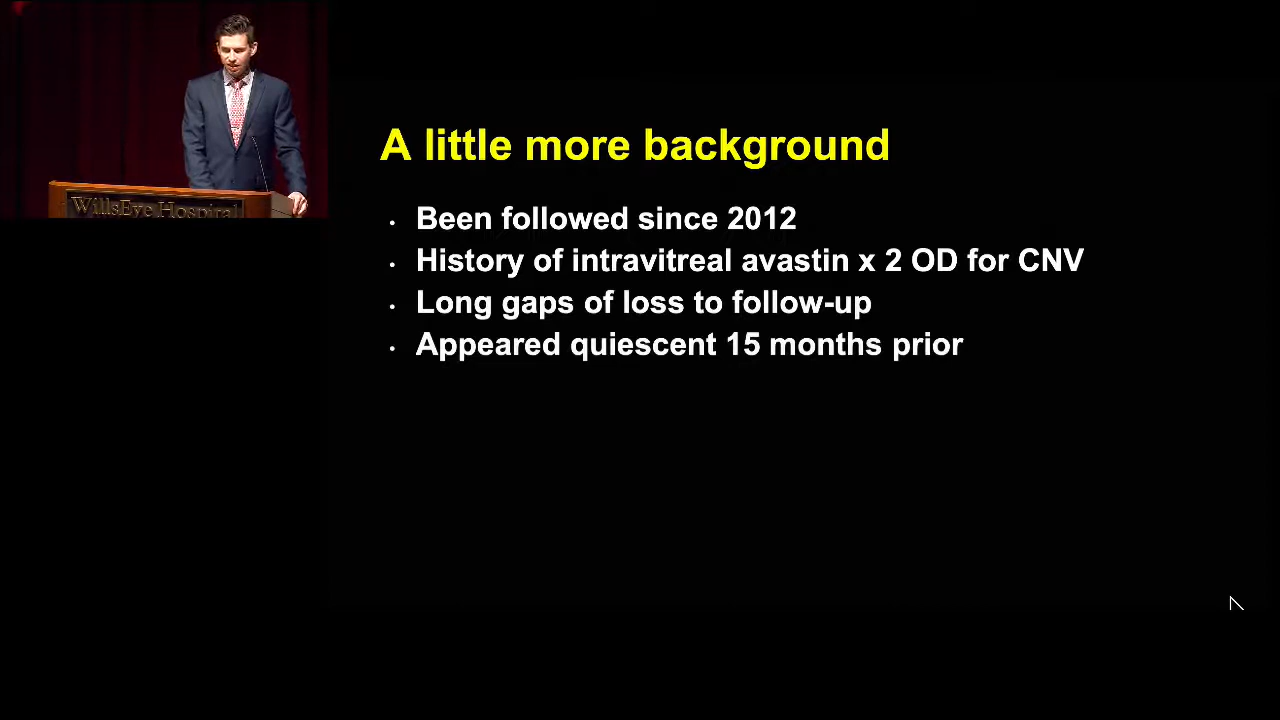 A little more background
• Been followed since 2012
• History of intravitreal avastin x 2 OD for CNV
• Long gaps of loss to follow-up
• Appeared quiescent 15 months prior
WillsEye Hospital